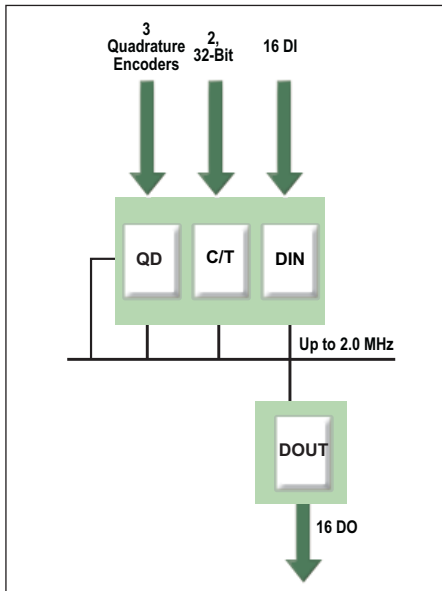 3
Quadrature
Encoders
2,
32-Bit
16 DI
QD
C/T
DIN
Up to 2.0 MHz
DOUT
16 DO